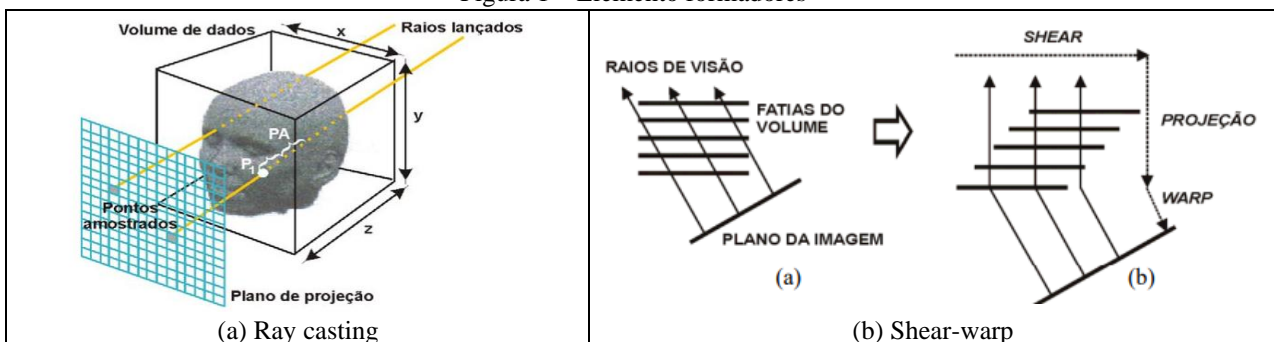 Figura 1 – Elemento formadores
Volume de dados
x
Raios lançados
y
PA
P1
Pontos
amostrados
z
Plano de projeção
(a) Ray casting
RAIOS DE VISÃO
FATIAS DO
VOLUME
PLANO DA IMAGEM
(a)
SHEAR
PROJEÇÃO
WARP
(b)
(b) Shear-warp